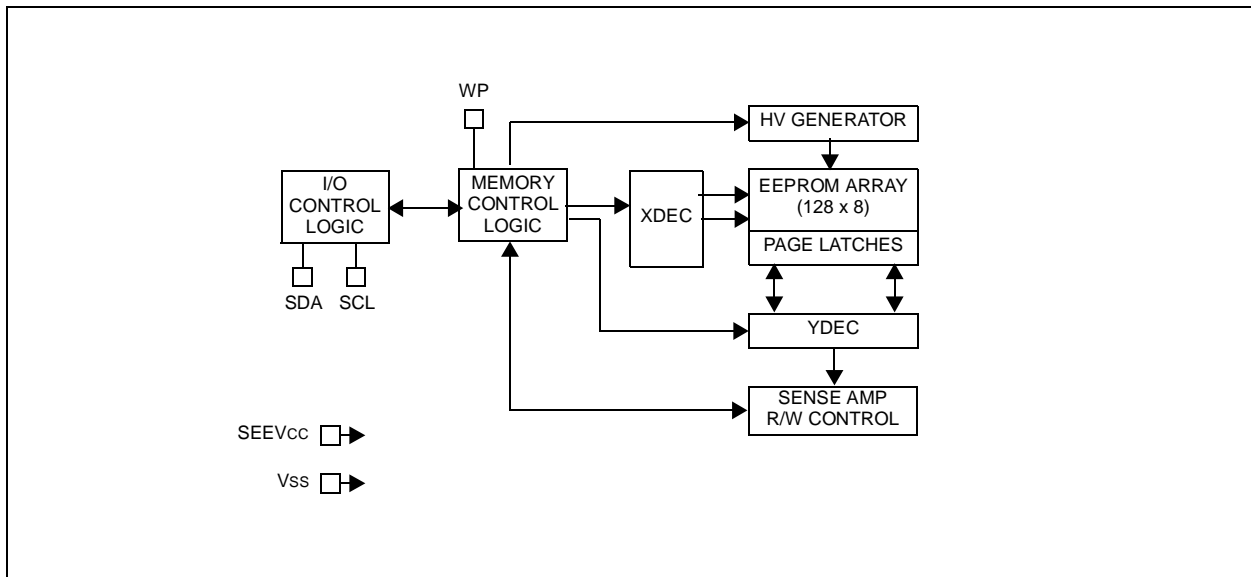 WP
HV GENERATOR
I/O
CONTROL
LOGIC
MEMORY
CONTROL
LOGIC
XDEC
EEPROM ARRAY
(128 x 8)
PAGE LATCHES
SDA
SCL
YDEC
SENSE AMP
R/W CONTROL
SEEVCC
VSS